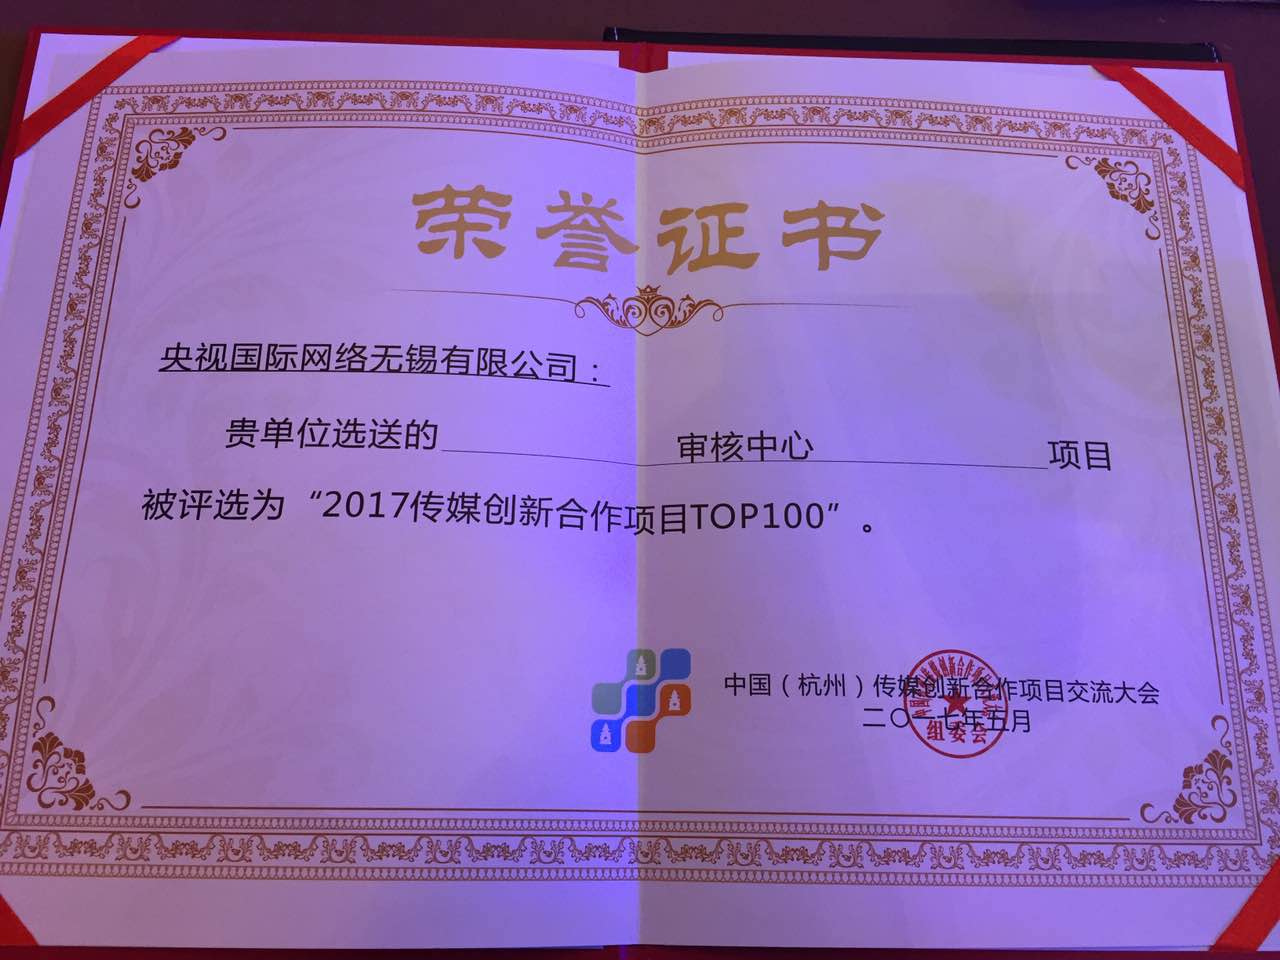 荣誉证书
央视国际网络无锡有限公司：
贵单位选送的 审核中心 项目
被评选为“2017传媒创新合作项目TOP100”。
中国（杭州）传媒创新合作项目交流大会
二〇一七年五月
组委会